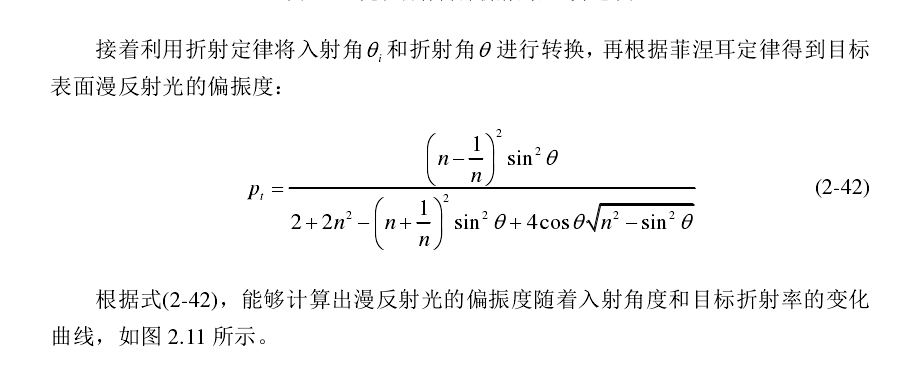 接着利用折射定律将入射角θi和折射角θ进行转换，再根据菲涅耳定律得到目标
表面漫反射光的偏振度：
p_t = \frac{\left(n-\frac{1}{n}\right)^2 \sin^2\theta}{2+2n^2-\left(n+\frac{1}{n}\right)^2 \sin^2\theta+4\cos\theta\sqrt{n^2-\sin^2\theta}} (2-42)
根据式(2-42)，能够计算出漫反射光的偏振度随着入射角度和目标折射率的变化
曲线，如图 2.11 所示。